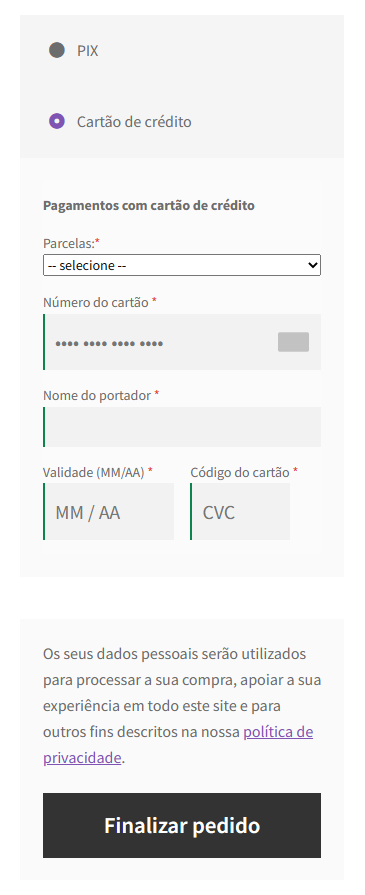 PIX
Cartão de crédito
Pagamentos com cartão de crédito
Parcelas:*
-- selecione --
Número do cartão *
•••• •••• •••• ••••
Nome do portador *
Validade (MM/AA) * Código do cartão *
MM / AA CVC
Os seus dados pessoais serão utilizados
para processar a sua compra, apoiar a sua
experiência em todo este site e para
outros fins descritos na nossa política de
privacidade.
Finalizar pedido